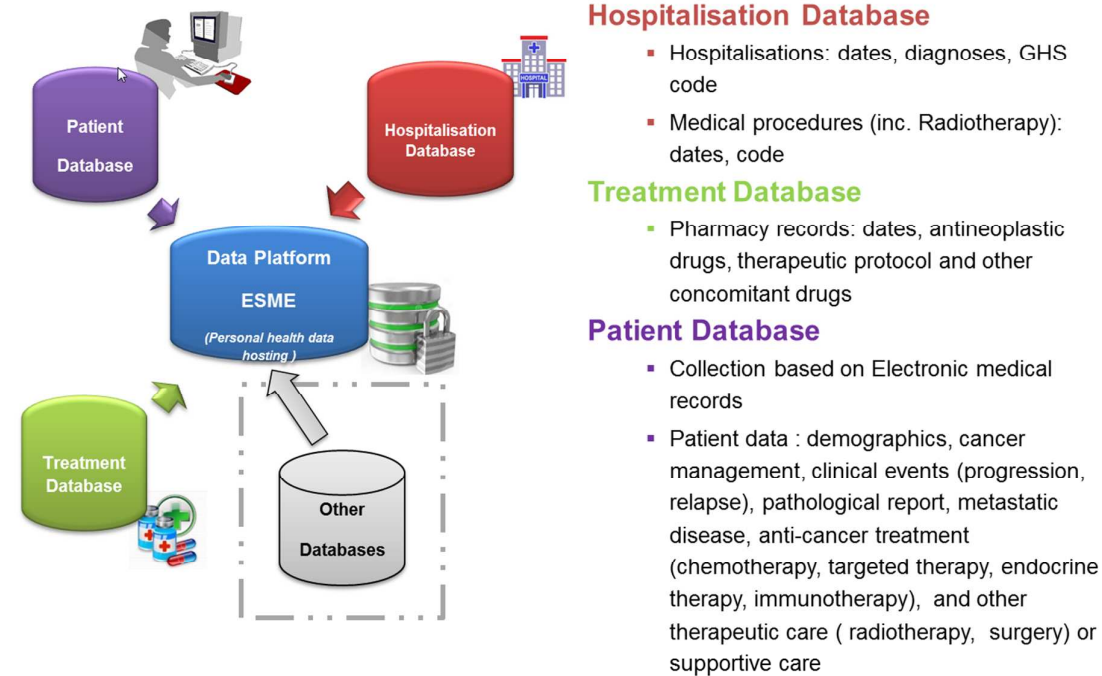 Patient
Database
HOSPITAL
Hospitalisation
Database
Data Platform
ESME
(Personal health data
hosting )
Treatment
Database
Other
Databases
Hospitalisation Database
▪ Hospitalisations: dates, diagnoses, GHS
code
▪ Medical procedures (inc. Radiotherapy):
dates, code
Treatment Database
▪ Pharmacy records: dates, antineoplastic
drugs, therapeutic protocol and other
concomitant drugs
Patient Database
▪ Collection based on Electronic medical
records
▪ Patient data : demographics, cancer
management, clinical events (progression,
relapse), pathological report, metastatic
disease, anti-cancer treatment
(chemotherapy, targeted therapy, endocrine
therapy, immunotherapy), and other
therapeutic care ( radiotherapy, surgery) or
supportive care